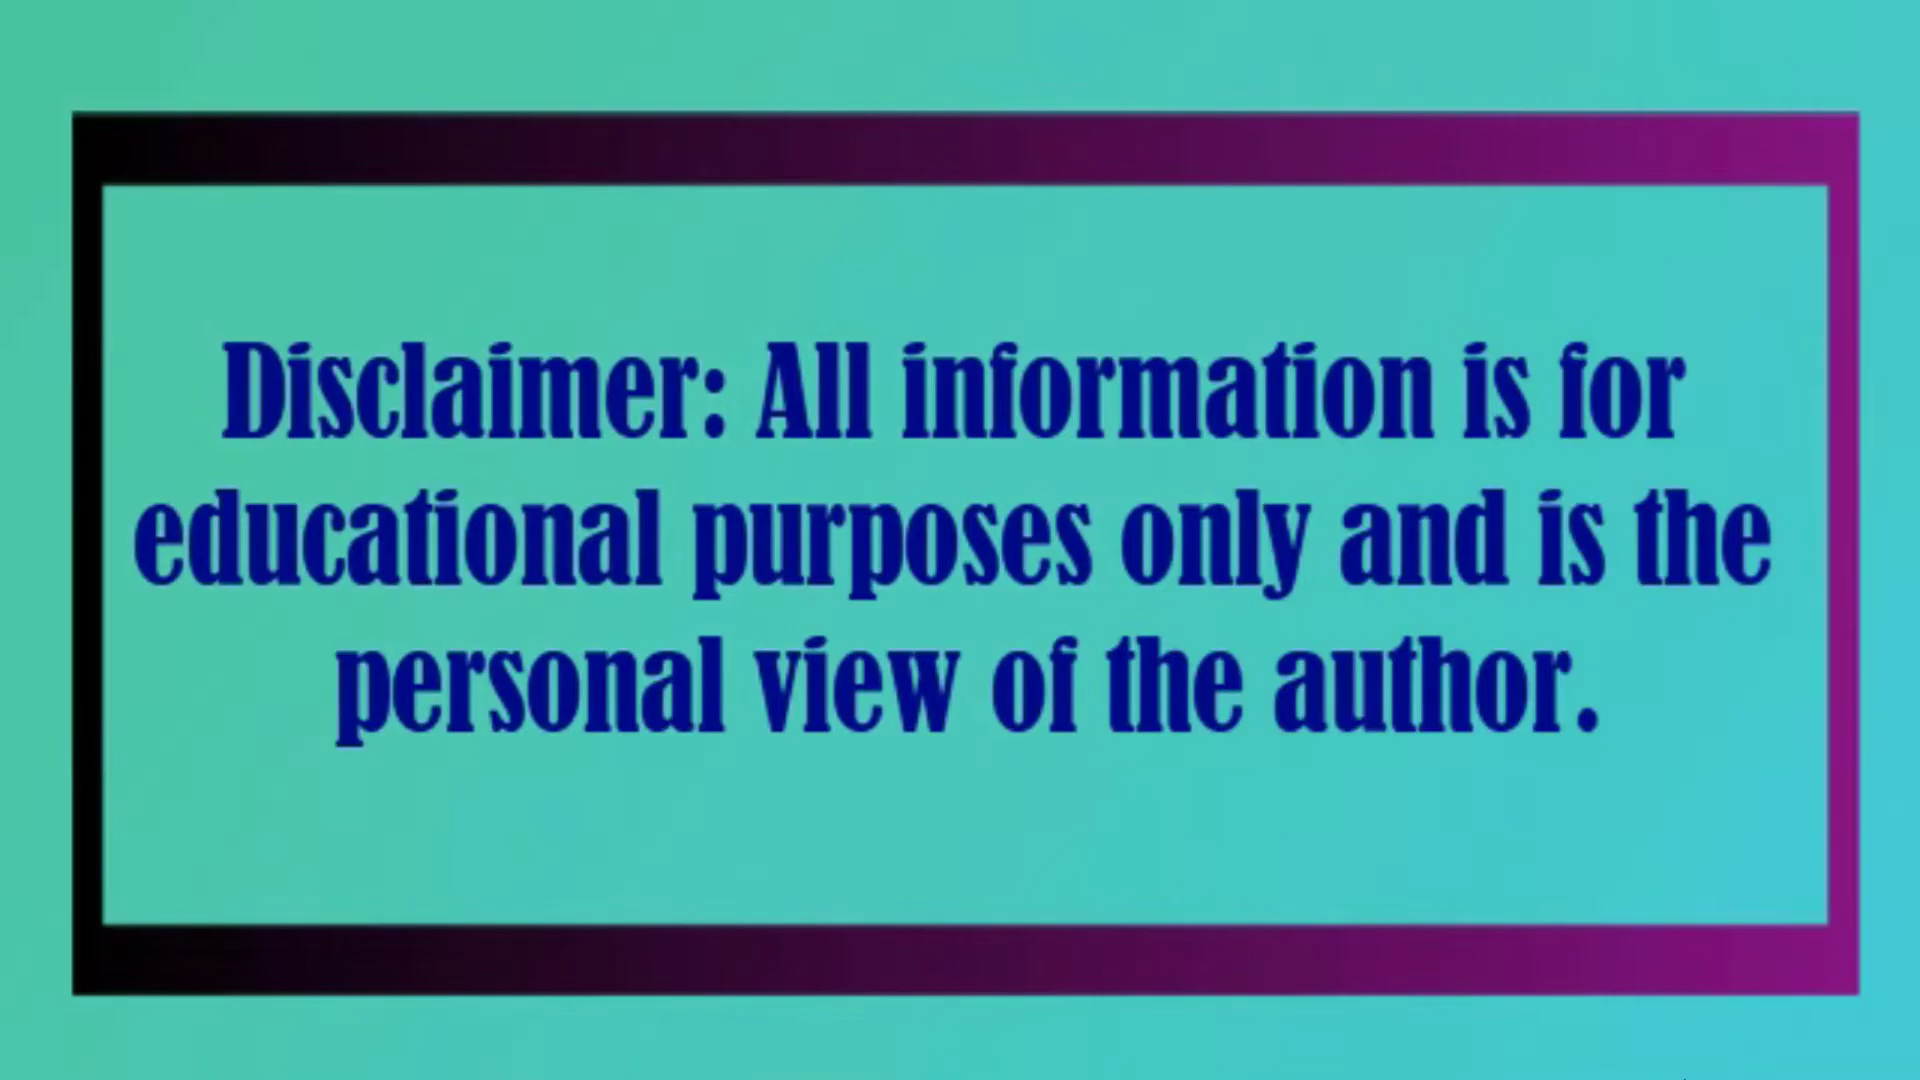 Disclaimer: All information is for
educational purposes only and is the
personal view of the author.